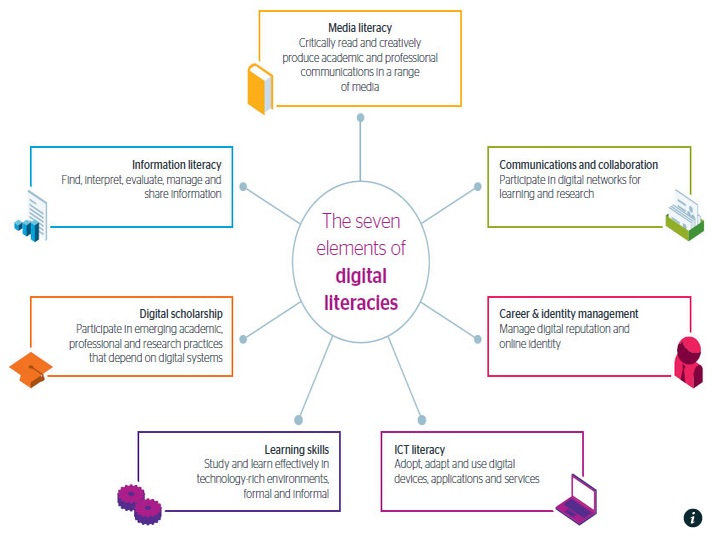 Media literacy
Critically read and creatively
produce academic and professional
communications in a range
of media
Information literacy
Find, interpret, evaluate, manage and
share information
Communications and collaboration
Participate in digital networks for
learning and research
The seven
elements of
digital
literacies
Digital scholarship
Participate in emerging academic,
professional and research practices
that depend on digital systems
Career & identity management
Manage digital reputation and
online identity
Learning skills
Study and learn effectively in
technology-rich environments,
formal and informal
ICT literacy
Adopt, adapt and use digital
devices, applications and services
i